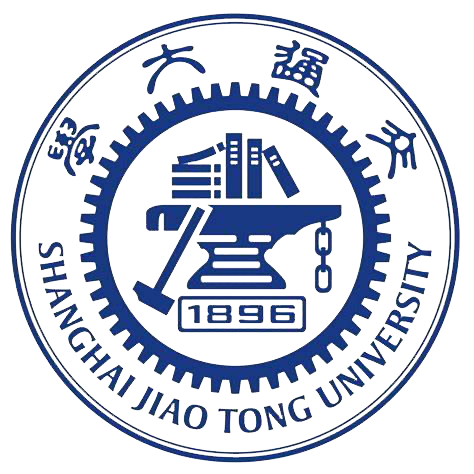 交通大學
1896
SHANGHAI JIAO TONG UNIVERSITY